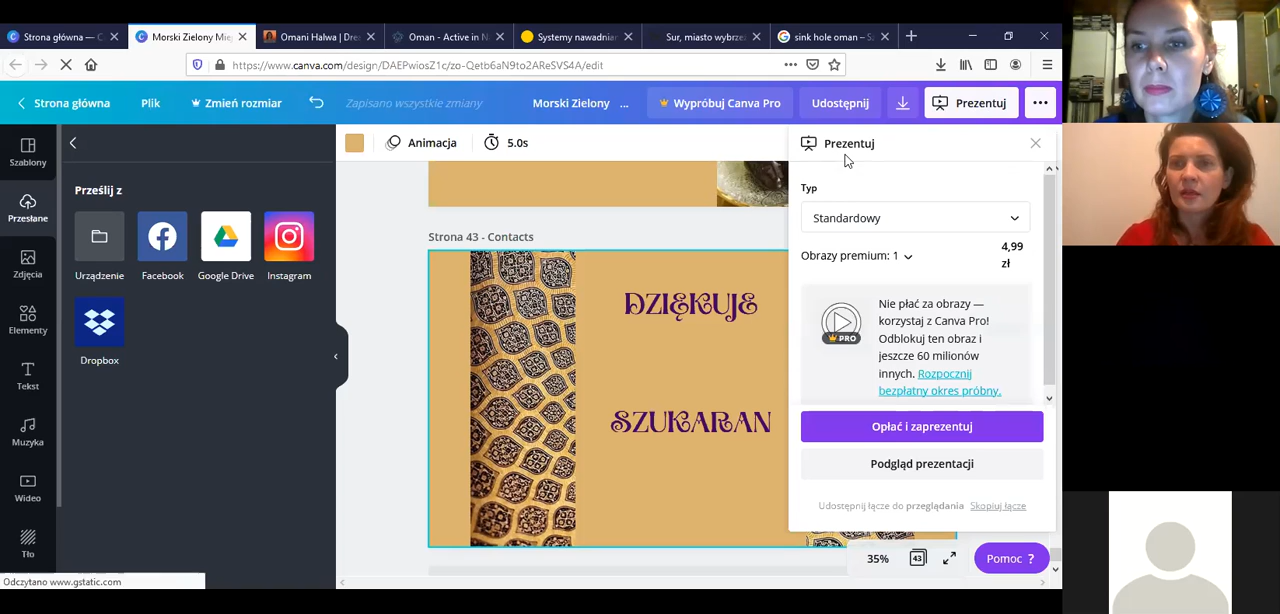 Strona główna — C
Morski Zielony Mię
Omani Halwa | Dre
Oman - Active in N
Systemy nawadnian
Sur, miasto wybrze
sink hole oman – S
https://www.canva.com/design/DAEPwiosZ1c/zo-Qetb6aN9to2AReSVS4A/edit
Strona główna
Plik
Zmień rozmiar
Zapisano wszystkie zmiany
Morski Zielony ...
Wypróbuj Canva Pro
Udostępnij
Prezentuj
Szablony
Przesłane
Zdjęcia
Elementy
Tekst
Muzyka
Wideo
Tło
Prześlij z
Urządzenie
Facebook
Google Drive
Instagram
Dropbox
Animacja
5.0s
Strona 43 - Contacts
DZIĘKUJE
SZUKARAN
Prezentuj
Typ
Standardowy
Obrazy premium: 1
4,99
zł
PRO
Nie płać za obrazy —
korzystaj z Canva Pro!
Odblokuj ten obraz i
jeszcze 60 milionów
innych. Rozpocznij
bezpłatny okres próbny.
Opłać i zaprezentuj
Podgląd prezentacji
Udostępnij łącze do przeglądania Skopiuj łącze
35%
43
Pomoc ?
Odczytano www.gstatic.com